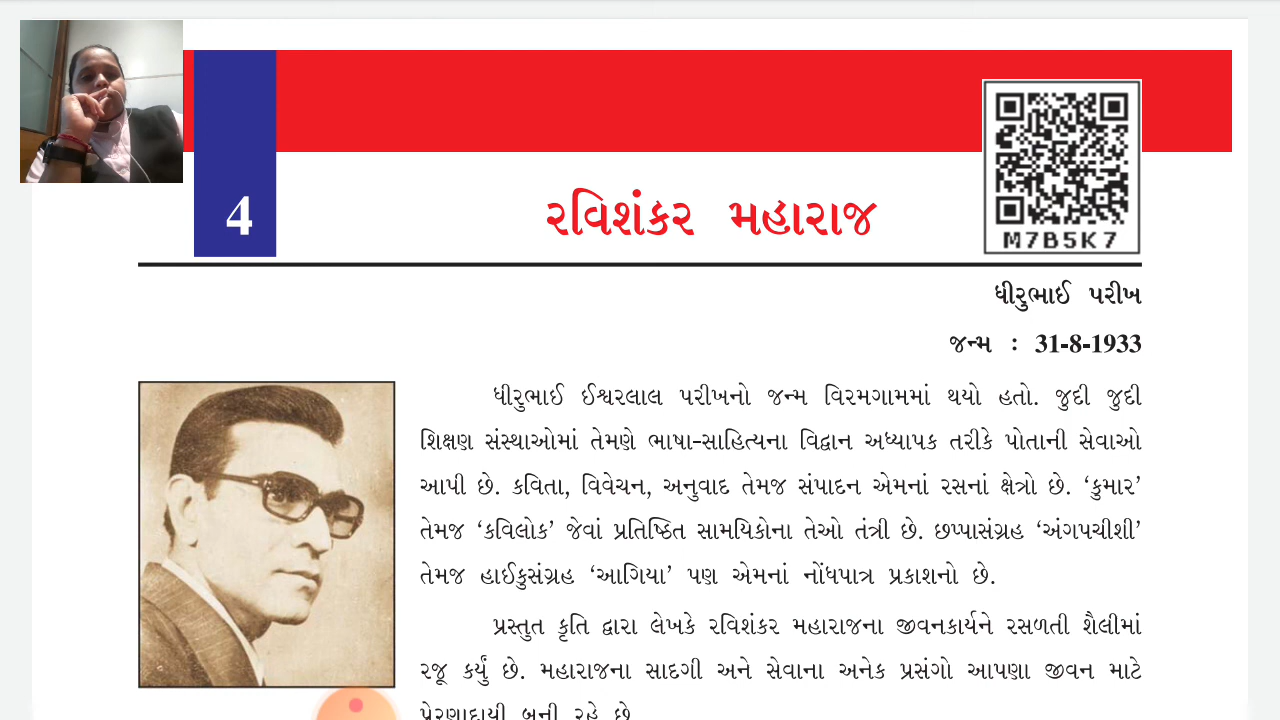 4
રવિશંકર મહારાજ
M7B5K7
ધીરુભાઈ પરીખ
જન્મ : 31-8-1933
ધીરુભાઈ ઈશ્વરલાલ પરીખનો જન્મ વિરમગામમાં થયો હતો. જુદી જુદી
શિક્ષણ સંસ્થાઓમાં તેમણે ભાષા-સાહિત્યના વિદ્વાન અધ્યાપક તરીકે પોતાની સેવાઓ
આપી છે. કવિતા, વિવેચન, અનુવાદ તેમજ સંપાદન એમનાં રસનાં ક્ષેત્રો છે. ‘કુમાર’
તેમજ ‘કવિલોક’ જેવાં પ્રતિષ્ઠિત સામયિકોના તેઓ તંત્રી છે. છપ્પાસંગ્રહ ‘અંગપચીશી’
તેમજ હાઈકુસંગ્રહ ‘આગિયા’ પણ એમનાં નોંધપાત્ર પ્રકાશનો છે.
પ્રસ્તુત કૃતિ દ્વારા લેખકે રવિશંકર મહારાજના જીવનકાર્યને રસળતી શૈલીમાં
રજૂ કર્યું છે. મહારાજના સાદગી અને સેવાના અનેક પ્રસંગો આપણા જીવન માટે
પ્રેરણાદાયી બની રહે છે